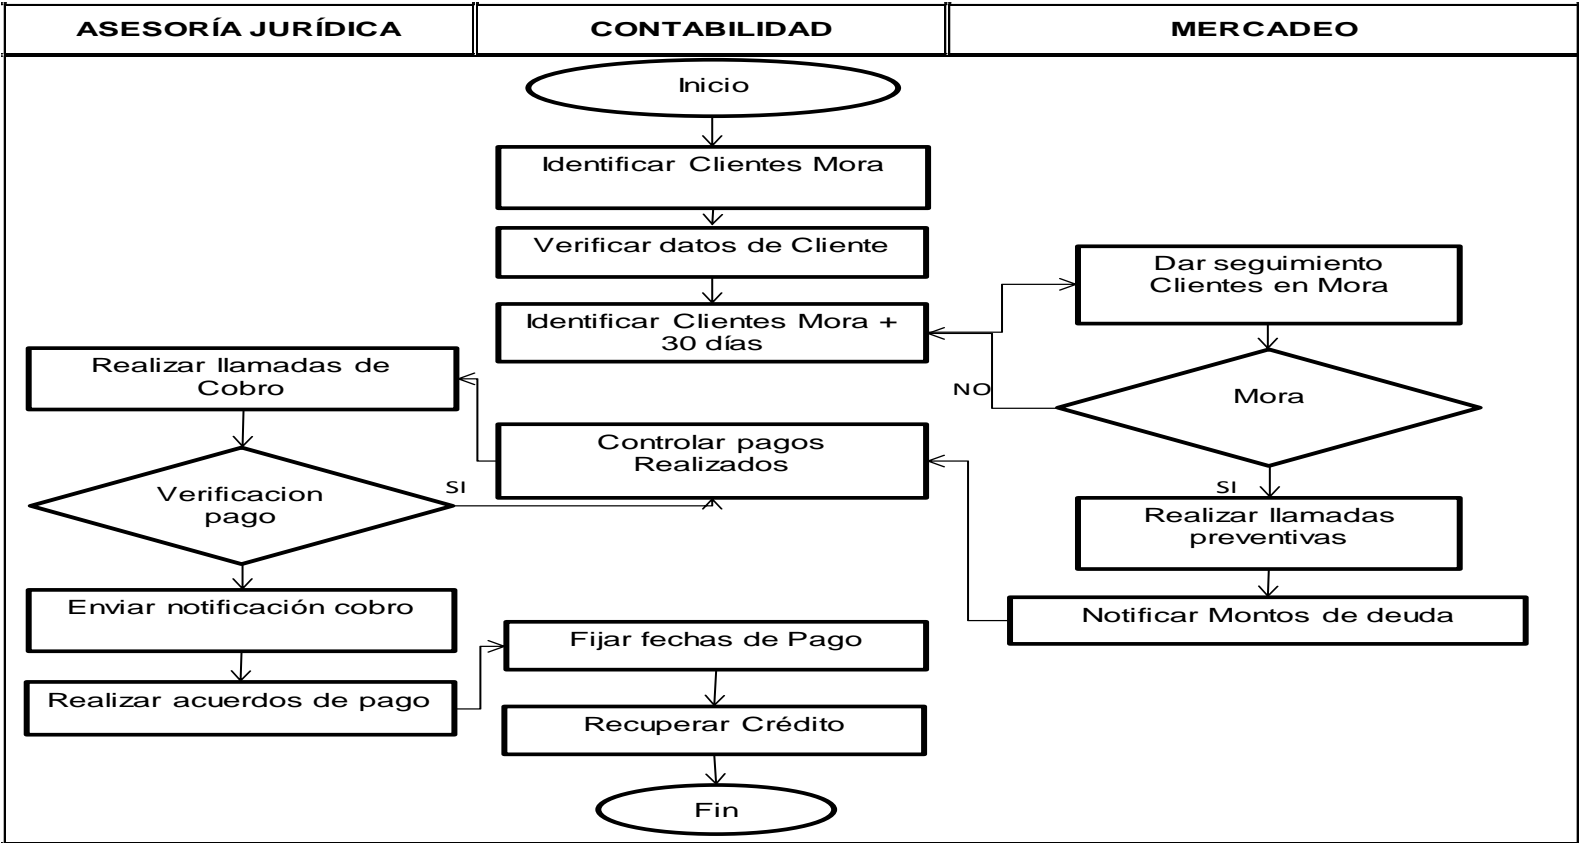 ASESORÍA JURÍDICA
CONTABILIDAD
MERCADEO
Inicio
Identificar Clientes Mora
Verificar datos de Cliente
Dar seguimiento
Clientes en Mora
Identificar Clientes Mora +
30 días
Realizar llamadas de
Cobro
NO
Mora
Controlar pagos
Realizados
SI
Verificacion
pago
SI
Realizar llamadas
preventivas
Enviar notificación cobro
Notificar Montos de deuda
Fijar fechas de Pago
Realizar acuerdos de pago
Recuperar Crédito
Fin